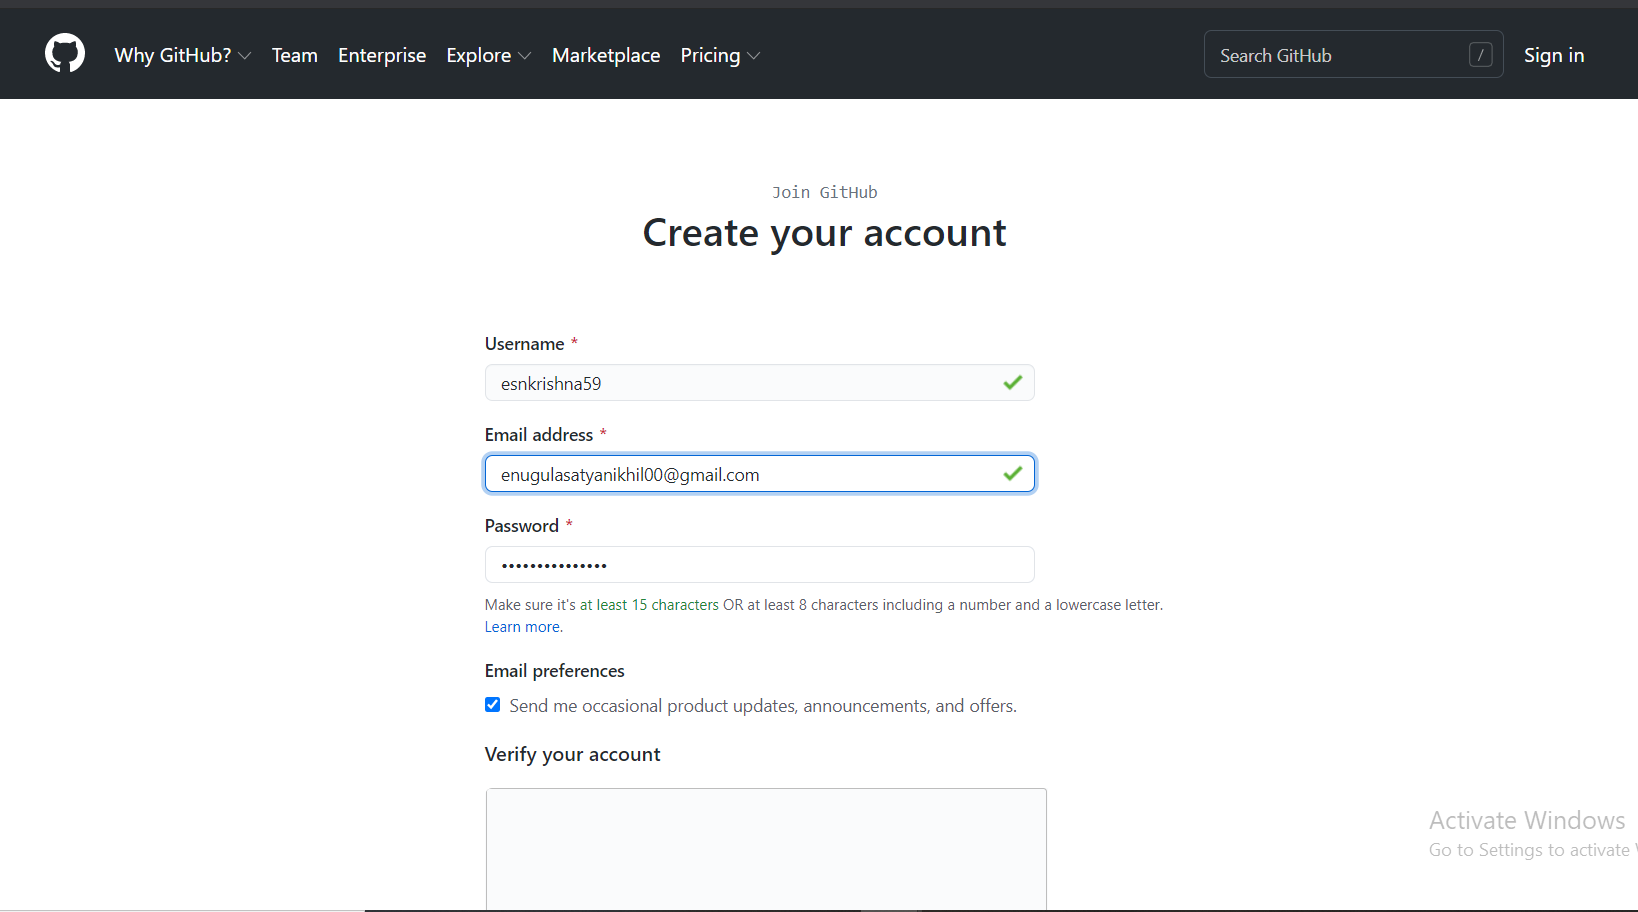 Why GitHub? Team Enterprise Explore Marketplace Pricing Search GitHub / Sign in
Join GitHub
Create your account
Username *
esnkrishna59
Email address *
enugulasatyanikhil00@gmail.com
Password *
•••••••••••••••
Make sure it's at least 15 characters OR at least 8 characters including a number and a lowercase letter.
Learn more.
Email preferences
Send me occasional product updates, announcements, and offers.
Verify your account
Activate Windows
Go to Settings to activate